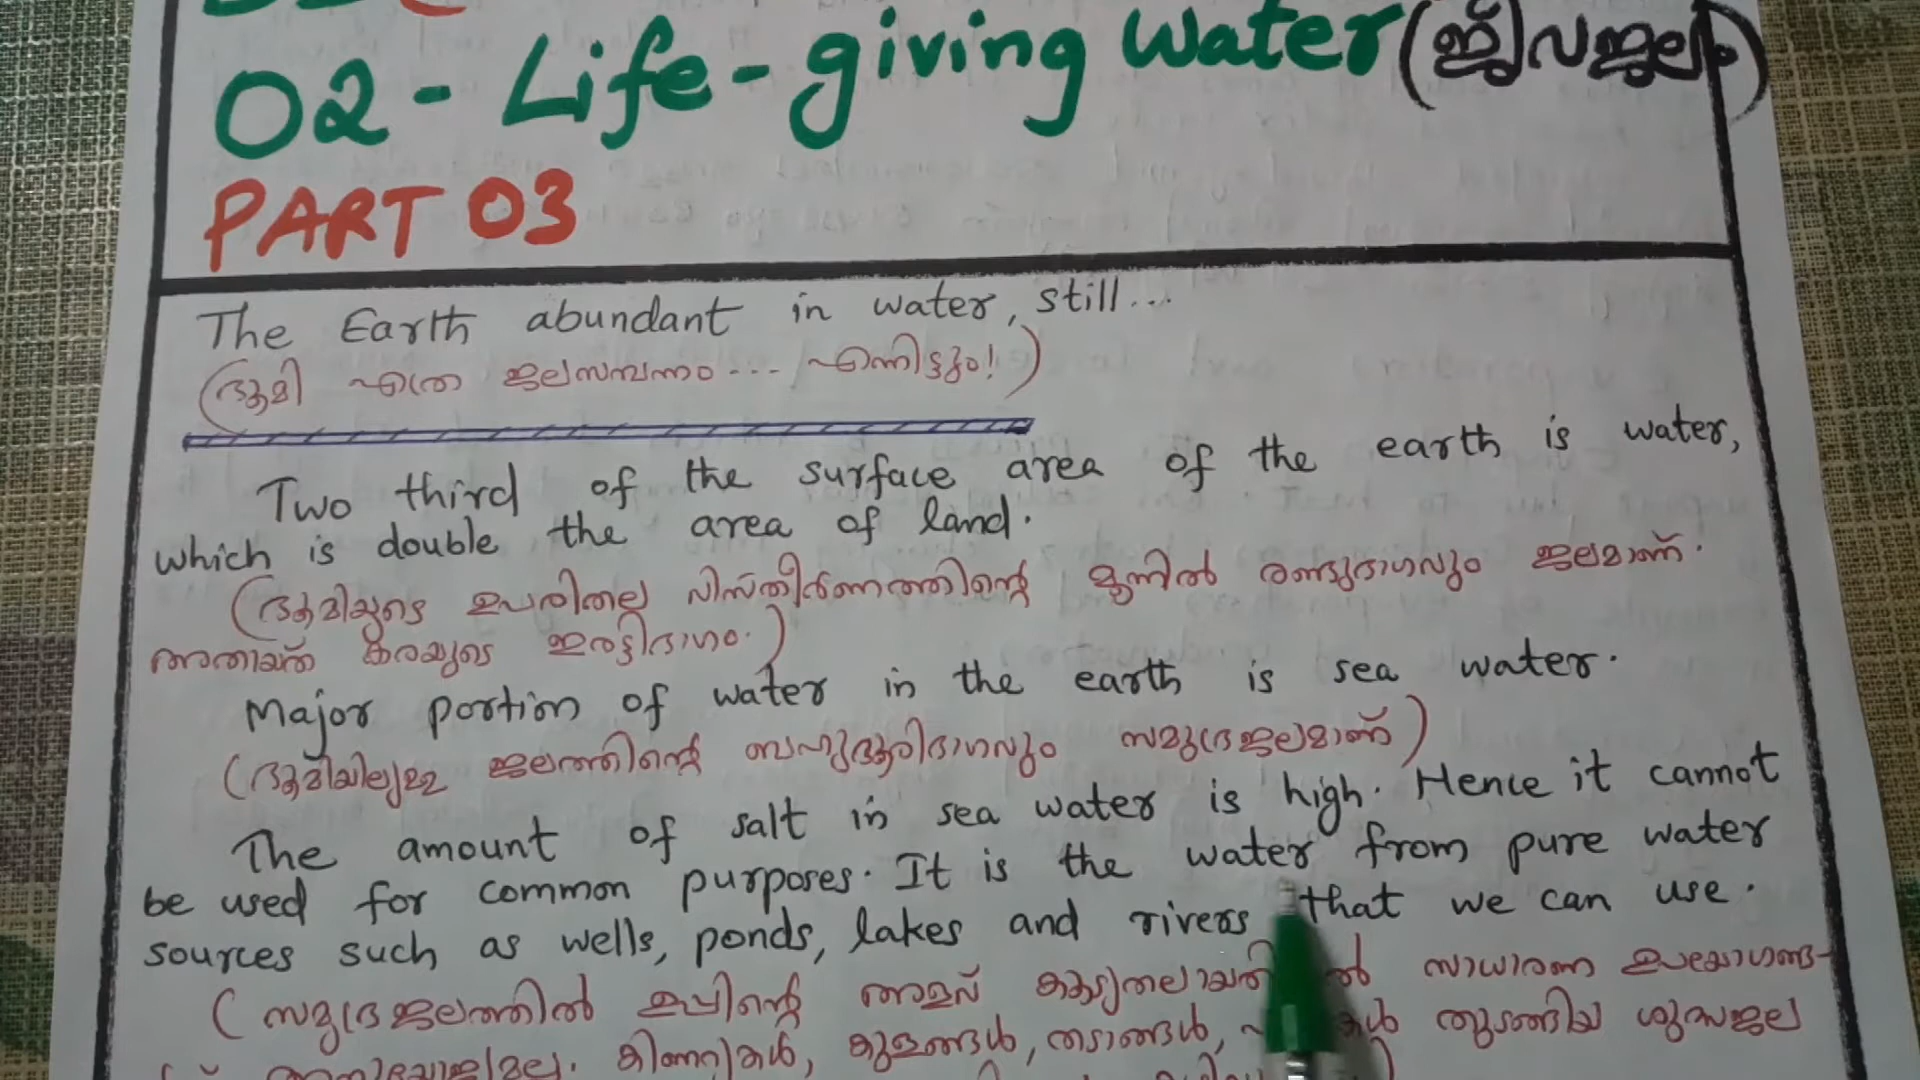 02 - Life-giving water (ജീവജലം)
PART 03
The Earth abundant in water, still...
(ഭൂമി എത്ര ജലസമ്പന്നം... എന്നിട്ടും!)
Two third of the surface area of the earth is water,
which is double the area of land.
(ഭൂമിയുടെ ഉപരിതല വിസ്തീർണത്തിന്റെ മൂന്നിൽ രണ്ടുഭാഗവും ജലമാണ്.
അതായത് കരയുടെ ഇരട്ടിഭാഗം.)
Major portion of water in the earth is sea water.
(ഭൂമിയിലുള്ള ജലത്തിന്റെ ബഹുഭൂരിഭാഗവും സമുദ്രജലമാണ്)
The amount of salt in sea water is high. Hence it cannot
be used for common purposes. It is the water from pure water
sources such as wells, ponds, lakes and rivers that we can use.
(സമുദ്രജലത്തിൽ ഉപ്പിന്റെ അളവ് കൂടുതലായതിനാൽ സാധാരണ ഉപയോഗങ്ങ-
കിണറുകൾ, കുളങ്ങൾ, തടാകങ്ങൾ, തുടങ്ങിയ ശുദ്ധജല